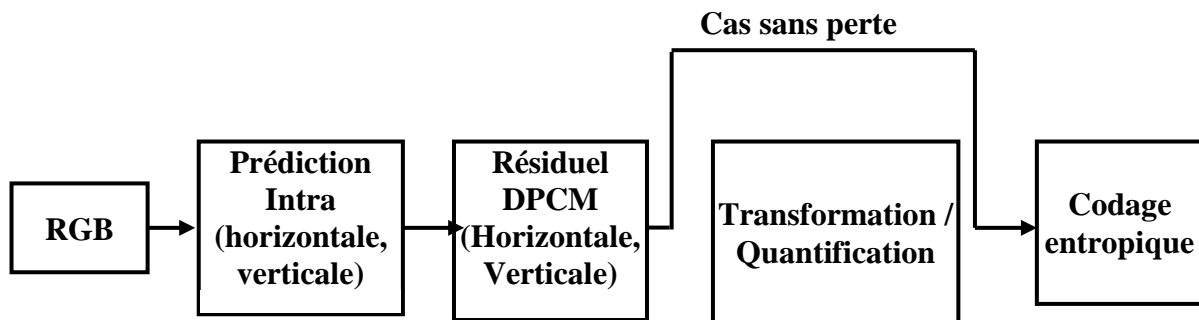 Cas sans perte
RGB
Prédiction
Intra
(horizontale,
verticale)
Résiduel
DPCM
(Horizontale,
Verticale)
Transformation /
Quantification
Codage
entropique